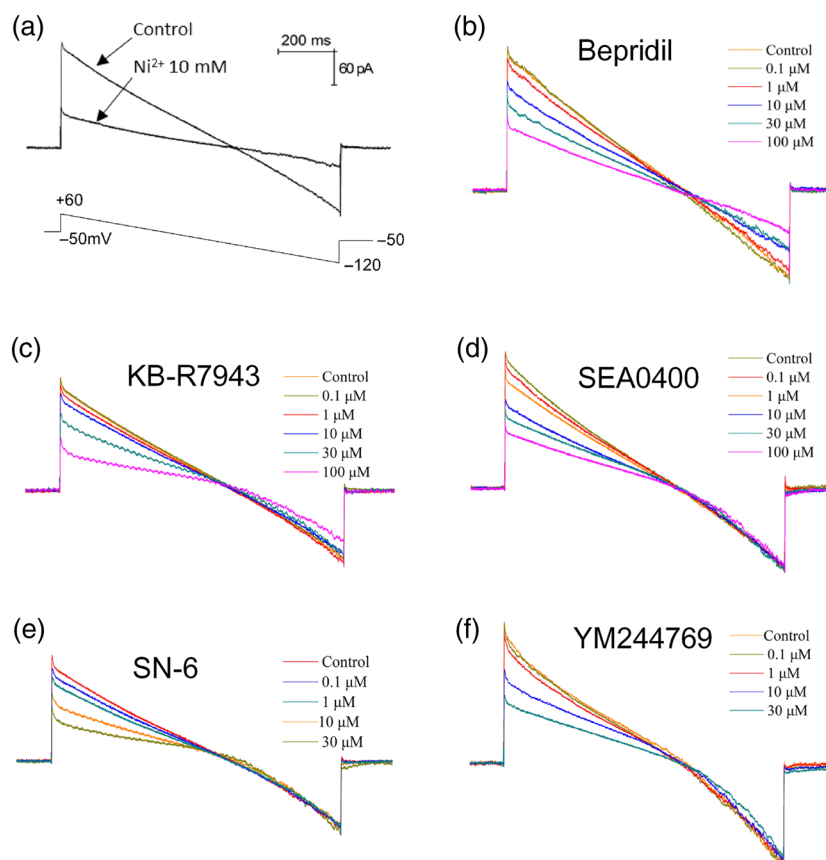 (a)
Control
Ni²⁺ 10 mM
200 ms
60 pA
+60
–50mV
–50
–120
(b)
Bepridil
Control
0.1 μM
1 μM
10 μM
30 μM
100 μM
(c)
KB-R7943
Control
0.1 μM
1 μM
10 μM
30 μM
100 μM
(d)
SEA0400
Control
0.1 μM
1 μM
10 μM
30 μM
100 μM
(e)
SN-6
Control
0.1 μM
1 μM
10 μM
30 μM
(f)
YM244769
Control
0.1 μM
1 μM
10 μM
30 μM